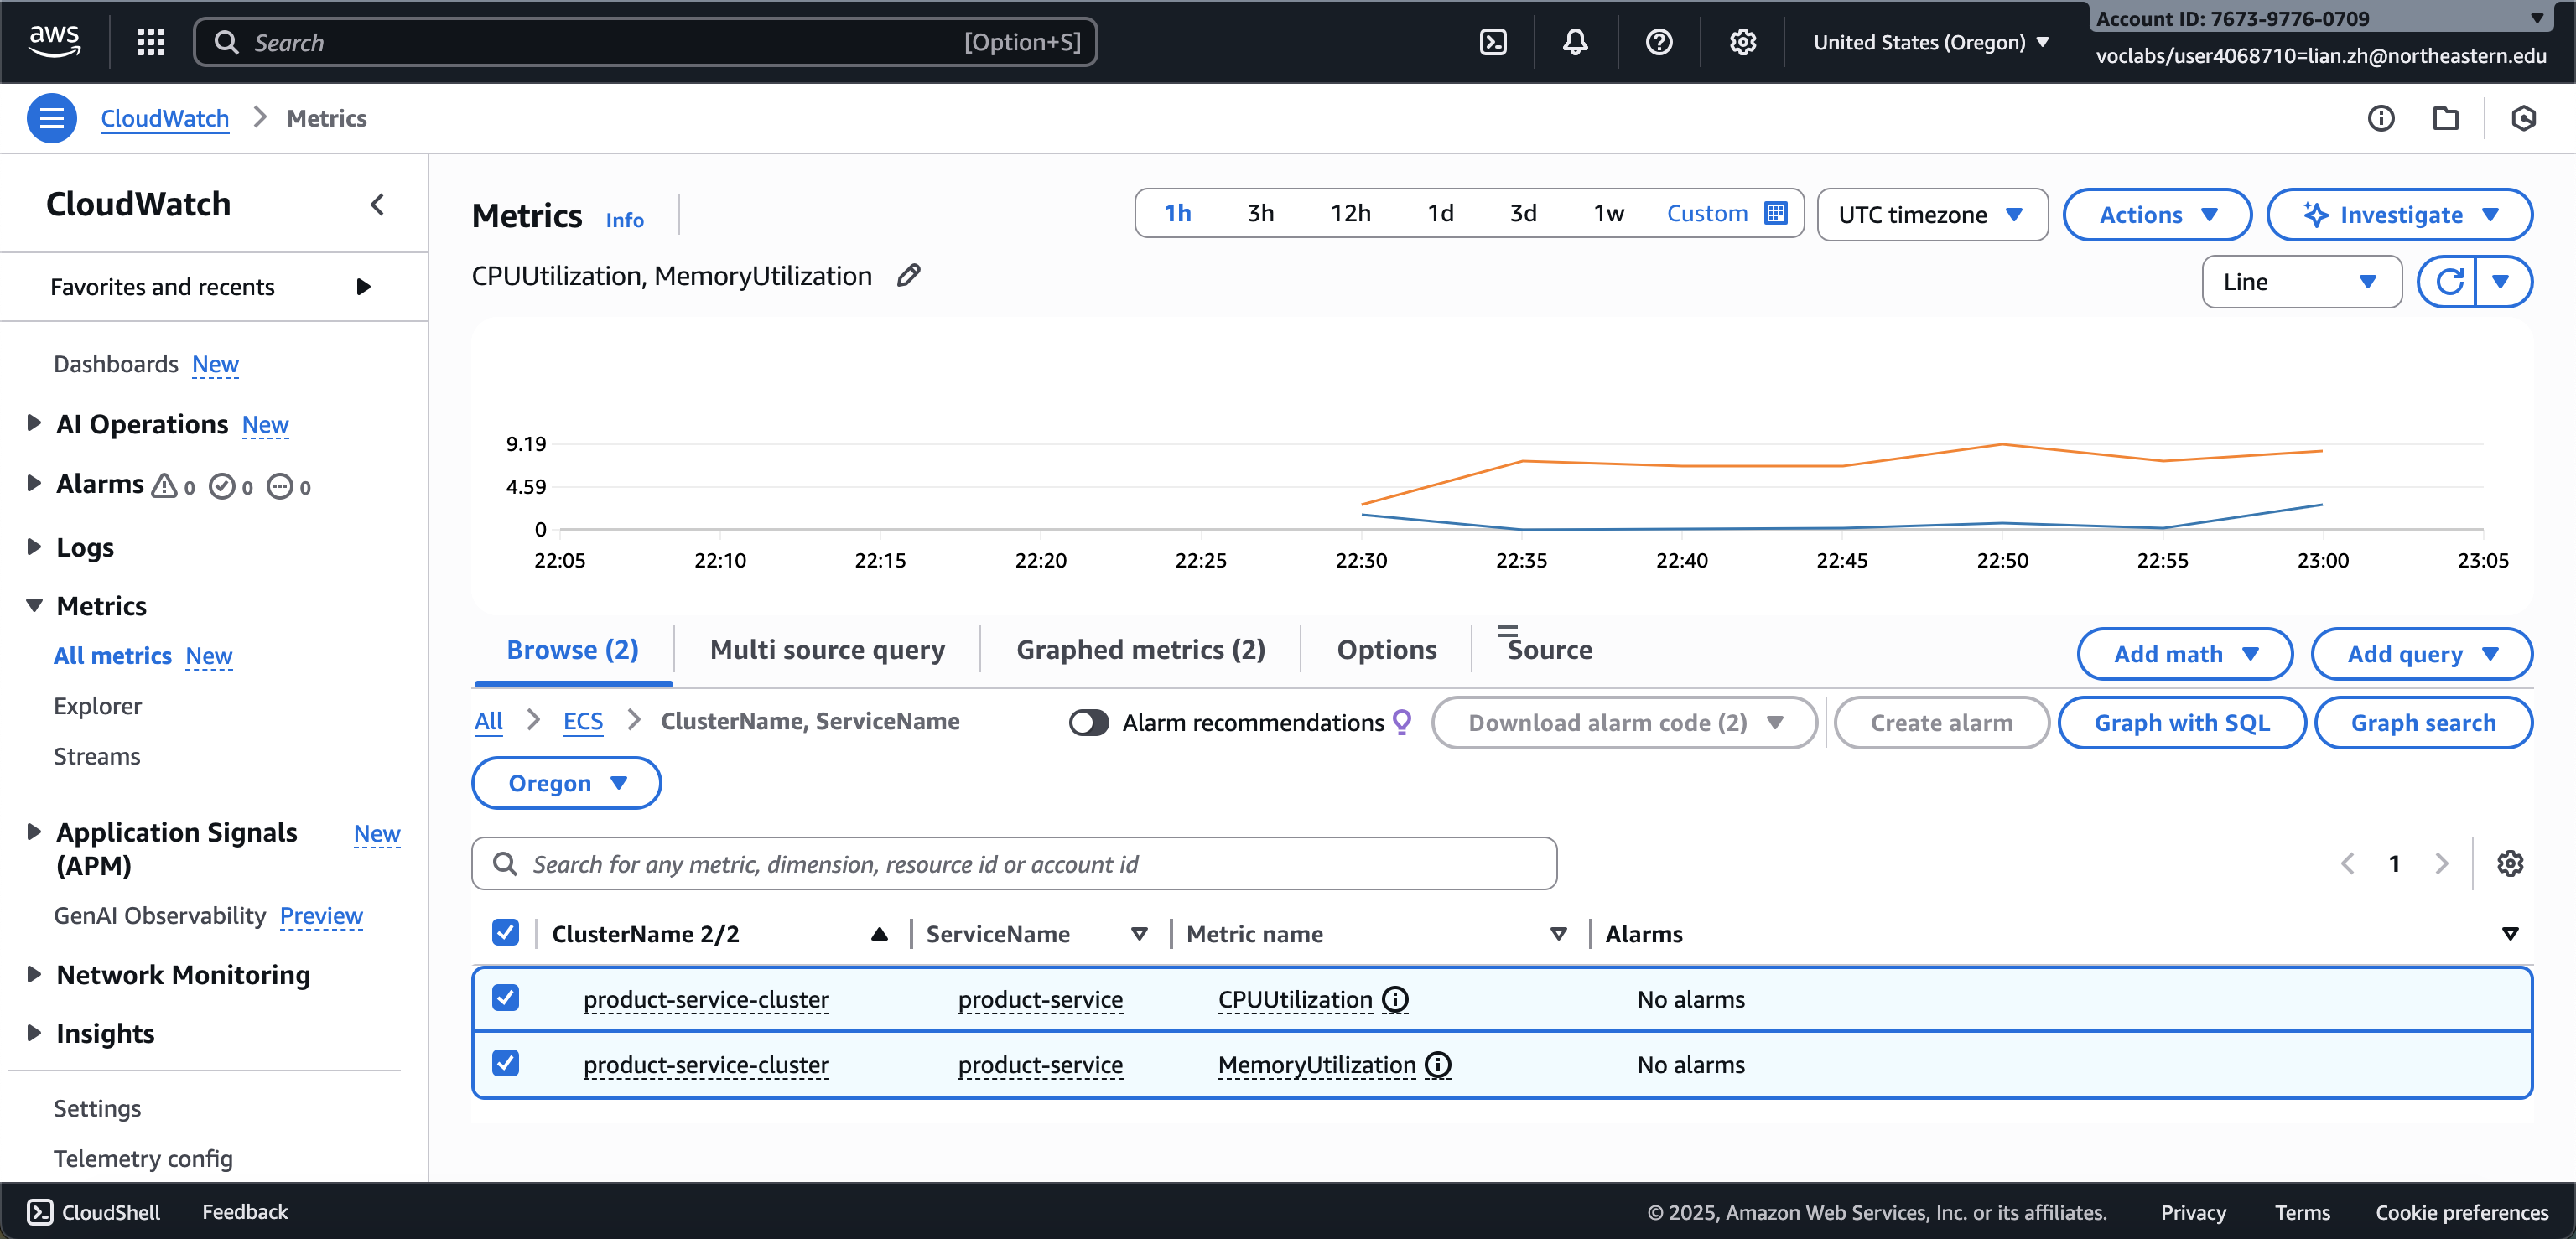 aws
Search [Option+S]
United States (Oregon)
Account ID: 7673-9776-0709
voclabs/user4068710=lian.zh@northeastern.edu
CloudWatch Metrics
CloudWatch
Favorites and recents
Dashboards New
AI Operations New
Alarms 0 0 0
Logs
Metrics
All metrics New
Explorer
Streams
Application Signals New
(APM)
GenAI Observability Preview
Network Monitoring
Insights
Settings
Telemetry config
Metrics Info
1h 3h 12h 1d 3d 1w Custom
UTC timezone
Actions
Investigate
CPUUtilization, MemoryUtilization
Line
9.19
4.59
0
22:05 22:10 22:15 22:20 22:25 22:30 22:35 22:40 22:45 22:50 22:55 23:00 23:05
Browse (2) Multi source query Graphed metrics (2) Options Source
Add math Add query
All ECS ClusterName, ServiceName
Alarm recommendations
Download alarm code (2) Create alarm Graph with SQL Graph search
Oregon
Search for any metric, dimension, resource id or account id
1
ClusterName 2/2 ServiceName Metric name Alarms
product-service-cluster product-service CPUUtilization No alarms
product-service-cluster product-service MemoryUtilization No alarms
CloudShell Feedback
© 2025, Amazon Web Services, Inc. or its affiliates. Privacy Terms Cookie preferences